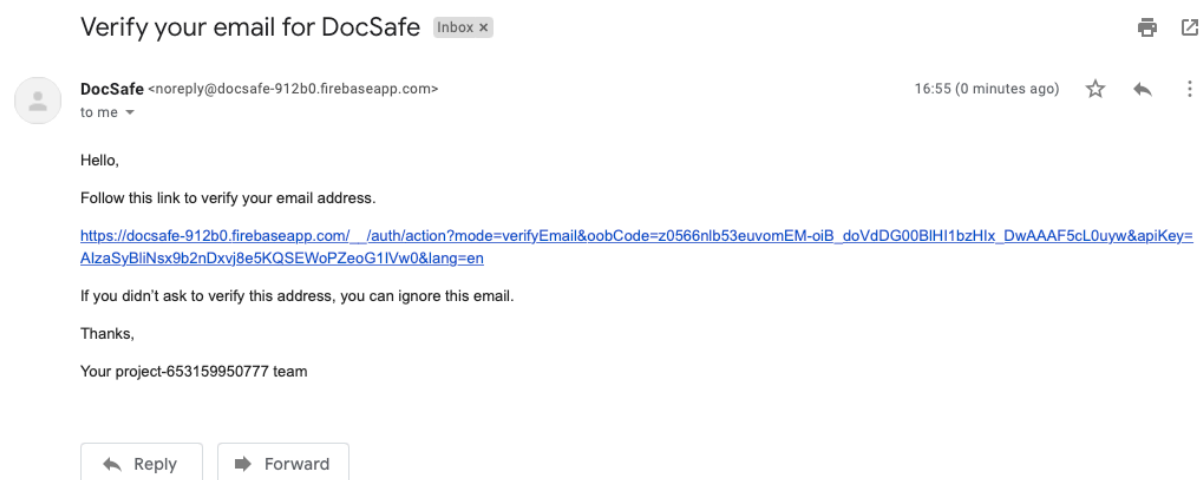 Verify your email for DocSafe Inbox ×
DocSafe <noreply@docsafe-912b0.firebaseapp.com> 16:55 (0 minutes ago)
to me
Hello,
Follow this link to verify your email address.
https://docsafe-912b0.firebaseapp.com/__/auth/action?mode=verifyEmail&oobCode=z0566nlb53euvomEM-oiB_doVdDG00BlHI1bzHIx_DwAAAF5cL0uyw&apiKey=
AIzaSyBliNsx9b2nDxvj8e5KQSEWoPZeoG1lVw0&lang=en
If you didn't ask to verify this address, you can ignore this email.
Thanks,
Your project-653159950777 team
Reply Forward